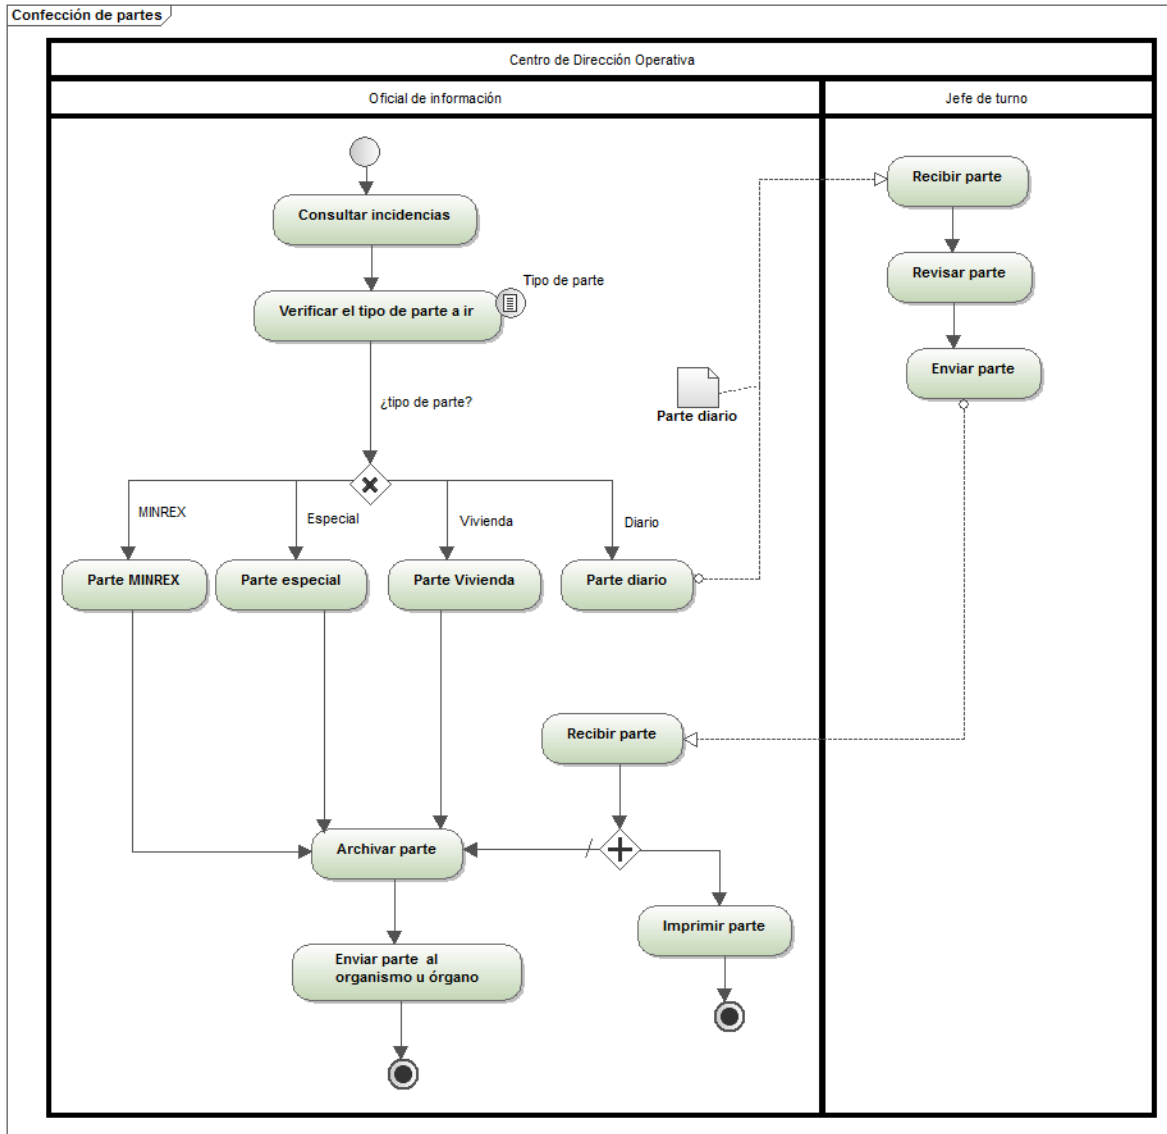 Confección de partes
Centro de Dirección Operativa
Oficial de información
Jefe de turno
Consultar incidencias
Recibir parte
Tipo de parte
Verificar el tipo de parte a ir
Revisar parte
Enviar parte
¿tipo de parte?
Parte diario
MINREX
Especial
Vivienda
Diario
Parte MINREX
Parte especial
Parte Vivienda
Parte diario
Recibir parte
Archivar parte
Imprimir parte
Enviar parte al
organismo u órgano